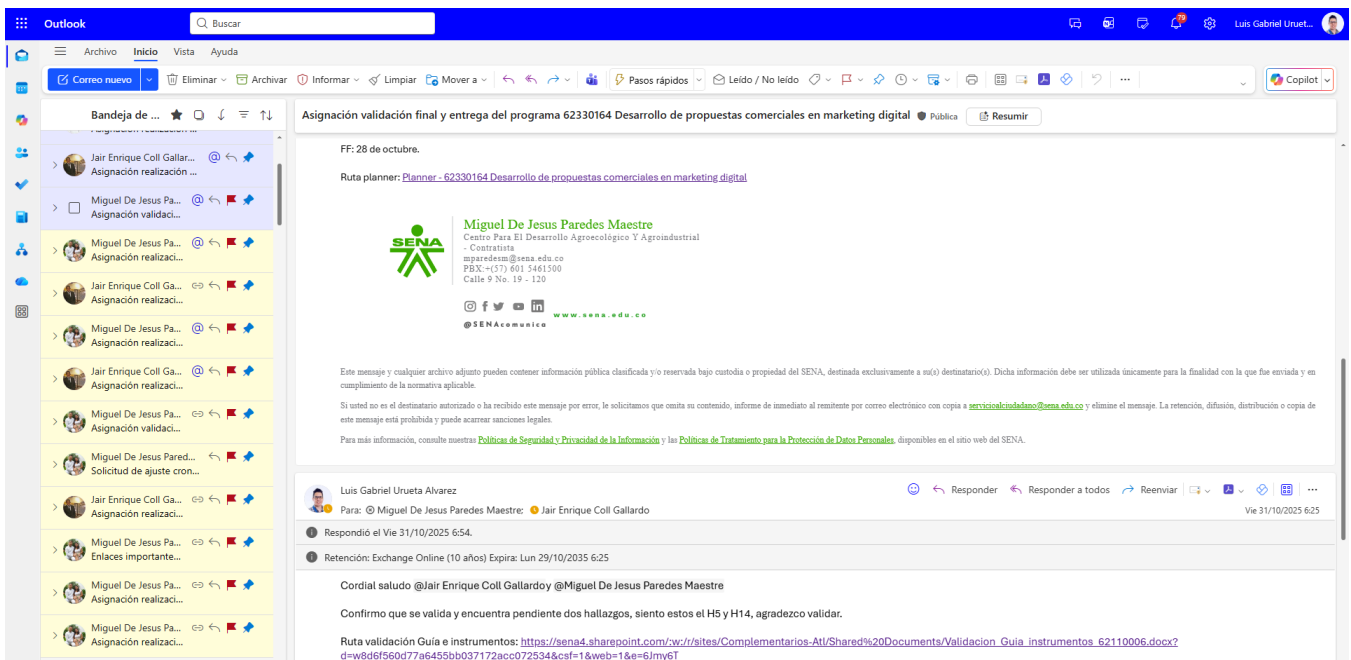 Outlook
Buscar
79
Luis Gabriel Uruet...
Archivo Inicio Vista Ayuda
Correo nuevo Eliminar Archivar Informar Limpiar Mover a Pasos rápidos Leído / No leído Copilot
Bandeja de ...
Asignación validación final y entrega del programa 62330164 Desarrollo de propuestas comerciales en marketing digital Pública Resumir
Jair Enrique Coll Gallar...
Asignación realización ...
Miguel De Jesus Pa...
Asignación validaci...
Miguel De Jesus Pa...
Asignación realizaci...
Jair Enrique Coll Ga...
Asignación realizaci...
Miguel De Jesus Pa...
Asignación realizaci...
Jair Enrique Coll Ga...
Asignación realizaci...
Miguel De Jesus Pa...
Asignación validaci...
Miguel De Jesus Pared...
Solicitud de ajuste cron...
Jair Enrique Coll Ga...
Asignación realizaci...
Miguel De Jesus Pa...
Enlaces importante...
Miguel De Jesus Pa...
Asignación realizaci...
Miguel De Jesus Pa...
Asignación realizaci...
FF: 28 de octubre.
Ruta planner: Planner - 62330164 Desarrollo de propuestas comerciales en marketing digital
SENA
Miguel De Jesus Paredes Maestre
Centro Para El Desarrollo Agroecológico Y Agroindustrial
- Contratista
mparedesm@sena.edu.co
PBX:+(57) 601 5461500
Calle 9 No. 19 - 120
www.sena.edu.co
@SENAcomunica
Este mensaje y cualquier archivo adjunto pueden contener información pública clasificada y/o reservada bajo custodia o propiedad del SENA, destinada exclusivamente a su(s) destinatario(s). Dicha información debe ser utilizada únicamente para la finalidad con la que fue enviada y en
cumplimiento de la normativa aplicable.
Si usted no es el destinatario autorizado o ha recibido este mensaje por error, le solicitamos que omita su contenido, informe de inmediato al remitente por correo electrónico con copia a servicioalciudadano@sena.edu.co y elimine el mensaje. La retención, difusión, distribución o copia de
este mensaje está prohibida y puede acarrear sanciones legales.
Para más información, consulte nuestras Políticas de Seguridad y Privacidad de la Información y las Políticas de Tratamiento para la Protección de Datos Personales, disponibles en el sitio web del SENA.
Luis Gabriel Urueta Alvarez
Responder Responder a todos Reenviar
Para: Miguel De Jesus Paredes Maestre; Jair Enrique Coll Gallardo
Vie 31/10/2025 6:25
Respondió el Vie 31/10/2025 6:54.
Retención: Exchange Online (10 años) Expira: Lun 29/10/2035 6:25
Cordial saludo @Jair Enrique Coll Gallardoy @Miguel De Jesus Paredes Maestre
Confirmo que se valida y encuentra pendiente dos hallazgos, siento estos el H5 y H14, agradezco validar.
Ruta validación Guía e instrumentos: https://sena4.sharepoint.com/:w:/r/sites/Complementarios-Atl/Shared%20Documents/Validacion_Guia_instrumentos_62110006.docx?
d=w8d6f560d77a6455bb037172acc072534&csf=1&web=1&e=6Jmy6T